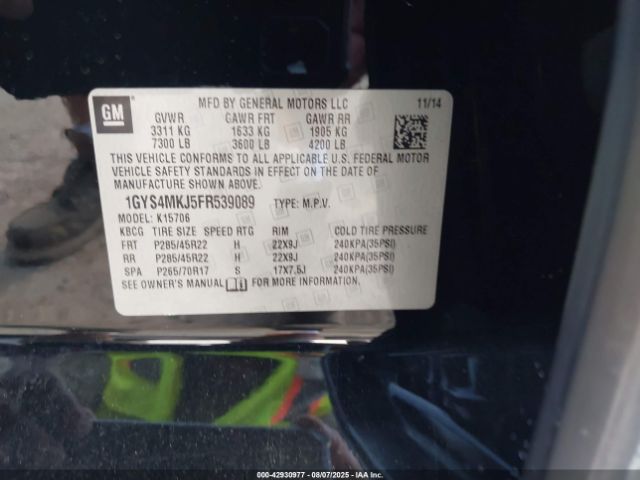 GM
MFD BY GENERAL MOTORS LLC 11/14
GVWR GAWR FRT GAWR RR
3311 KG 1633 KG 1905 KG
7300 LB 3600 LB 4200 LB
THIS VEHICLE CONFORMS TO ALL APPLICABLE U.S. FEDERAL MOTOR
VEHICLE SAFETY STANDARDS IN EFFECT ON THE DATE OF
MANUFACTURE SHOWN ABOVE.
1GYS4MKJ5FR539089 TYPE: M.P.V.
MODEL: K15706
KBCG TIRE SIZE SPEED RTG RIM COLD TIRE PRESSURE
FRT P285/45R22 H 22X9J 240KPA(35PSI)
RR P285/45R22 H 22X9J 240KPA(35PSI)
SPA P265/70R17 S 17X7.5J 240KPA(35PSI)
SEE OWNER'S MANUAL FOR MORE INFORMATION.
000-42930977 - 08/07/2025 - www.iaai.com